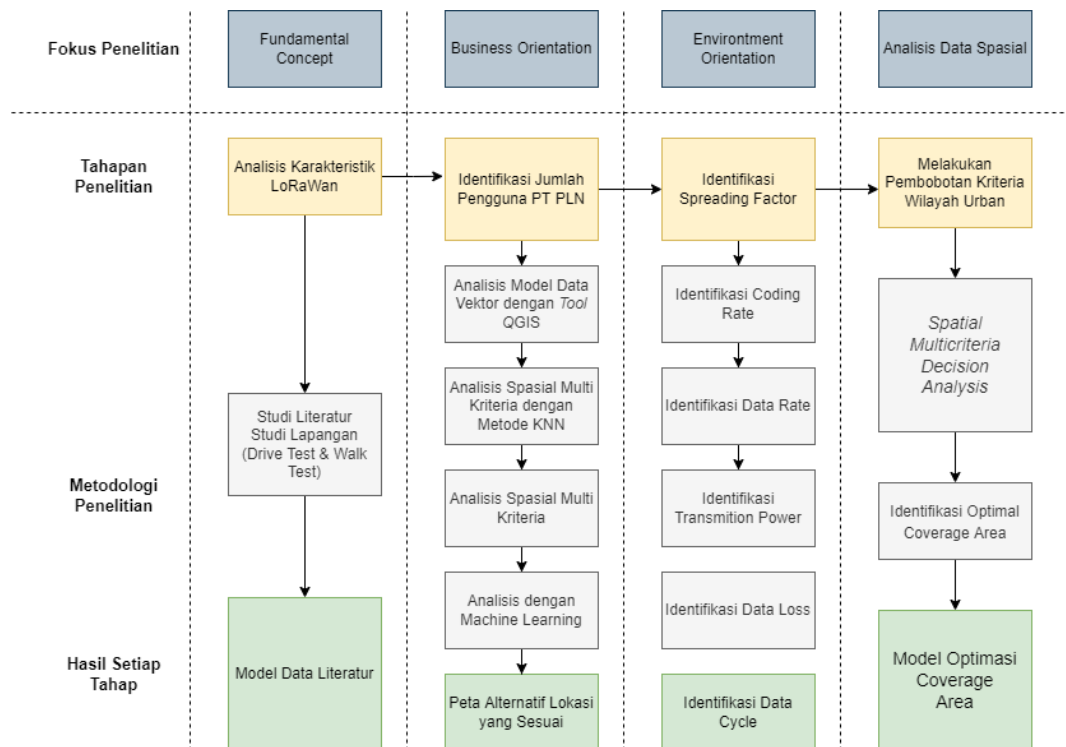 Fokus Penelitian
Fundamental
Concept
Business Orientation
Environtment
Orientation
Analisis Data Spasial
Tahapan
Penelitian
Analisis Karakteristik
LoRaWan
Identifikasi Jumlah
Pengguna PT PLN
Identifikasi
Spreading Factor
Melakukan
Pembobotan Kriteria
Wilayah Urban
Metodologi
Penelitian
Studi Literatur
Studi Lapangan
(Drive Test & Walk
Test)
Analisis Model Data
Vektor dengan Tool
QGIS
Analisis Spasial Multi
Kriteria dengan
Metode KNN
Analisis Spasial Multi
Kriteria
Analisis dengan
Machine Learning
Identifikasi Coding
Rate
Identifikasi Data Rate
Identifikasi
Transmition Power
Identifikasi Data Loss
Spatial
Multicriteria
Decision
Analysis
Identifikasi Optimal
Coverage Area
Hasil Setiap
Tahap
Model Data Literatur
Peta Alternatif Lokasi
yang Sesuai
Identifikasi Data
Cycle
Model Optimasi
Coverage
Area